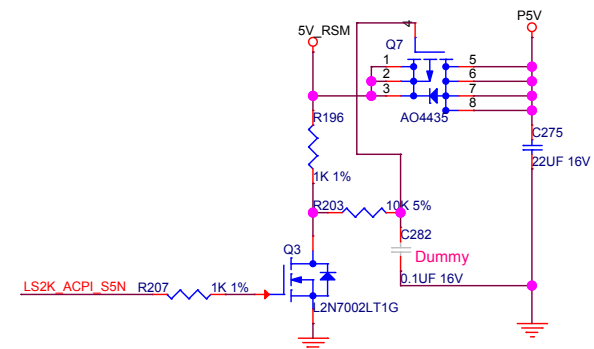 5V_RSM
P5V
4
Q7
1
2
3
5
6
7
8
AO4435
R196
1K 1%
C275
22UF 16V
R203
10K 5%
C282
Dummy
0.1UF 16V
Q3
LS2K_ACPI_S5N
R207
1K 1%
L2N7002LT1G